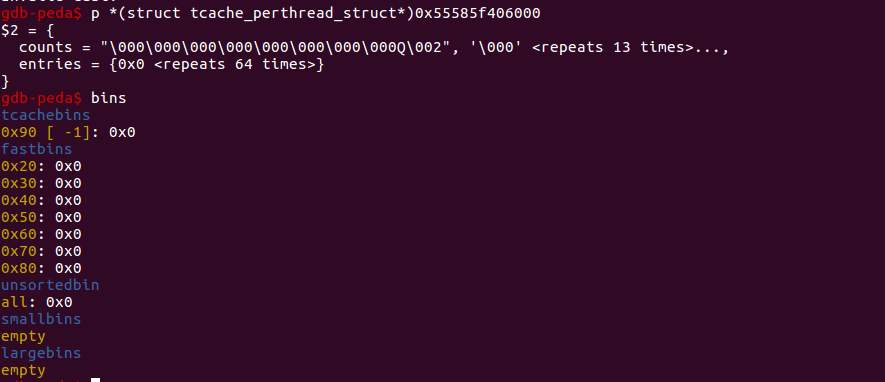 gdb-peda$ p *(struct tcache_perthread_struct*)0x55585f406000
$2 = {
  counts = "\000\000\000\000\000\000\000\000Q\002", '\000' <repeats 13 times>...,
  entries = {0x0 <repeats 64 times>}
}
gdb-peda$ bins
tcachebins
0x90 [ -1]: 0x0
fastbins
0x20: 0x0
0x30: 0x0
0x40: 0x0
0x50: 0x0
0x60: 0x0
0x70: 0x0
0x80: 0x0
unsortedbin
all: 0x0
smallbins
empty
largebins
empty